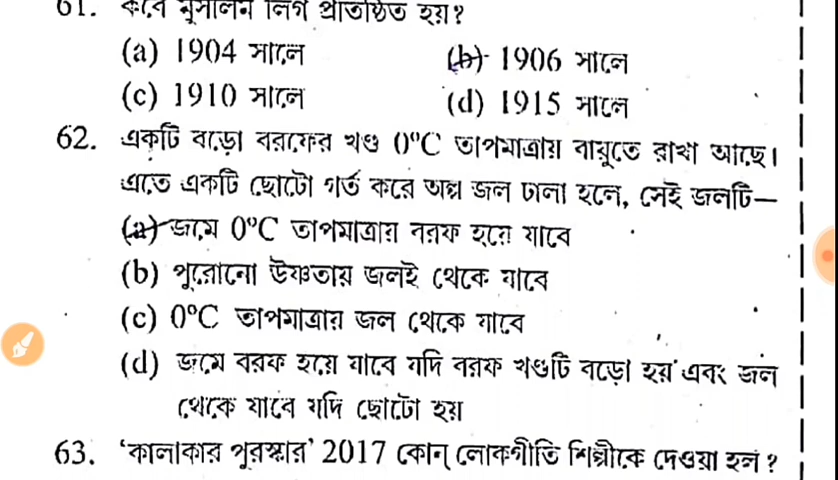 61. কবে মুসলিম লিগ প্রতিষ্ঠিত হয়?
(a) 1904 সালে (b) 1906 সালে
(c) 1910 সালে (d) 1915 সালে
62. একটি বড়ো বরফের খণ্ড 0°C তাপমাত্রায় বায়ুতে রাখা আছে।
এতে একটি ছোটো গর্ত করে অল্প জল ঢালা হলে, সেই জলটি—
(a) জমে 0°C তাপমাত্রায় বরফ হয়ে যাবে
(b) পুরোনো উষ্ণতায় জলই থেকে যাবে
(c) 0°C তাপমাত্রায় জল থেকে যাবে
(d) জমে বরফ হয়ে যাবে যদি বরফ খণ্ডটি বড়ো হয় এবং জল
থেকে যাবে যদি ছোটো হয়
63. 'কালাকার পুরস্কার' 2017 কোন্ লোকগীতি শিল্পীকে দেওয়া হল?